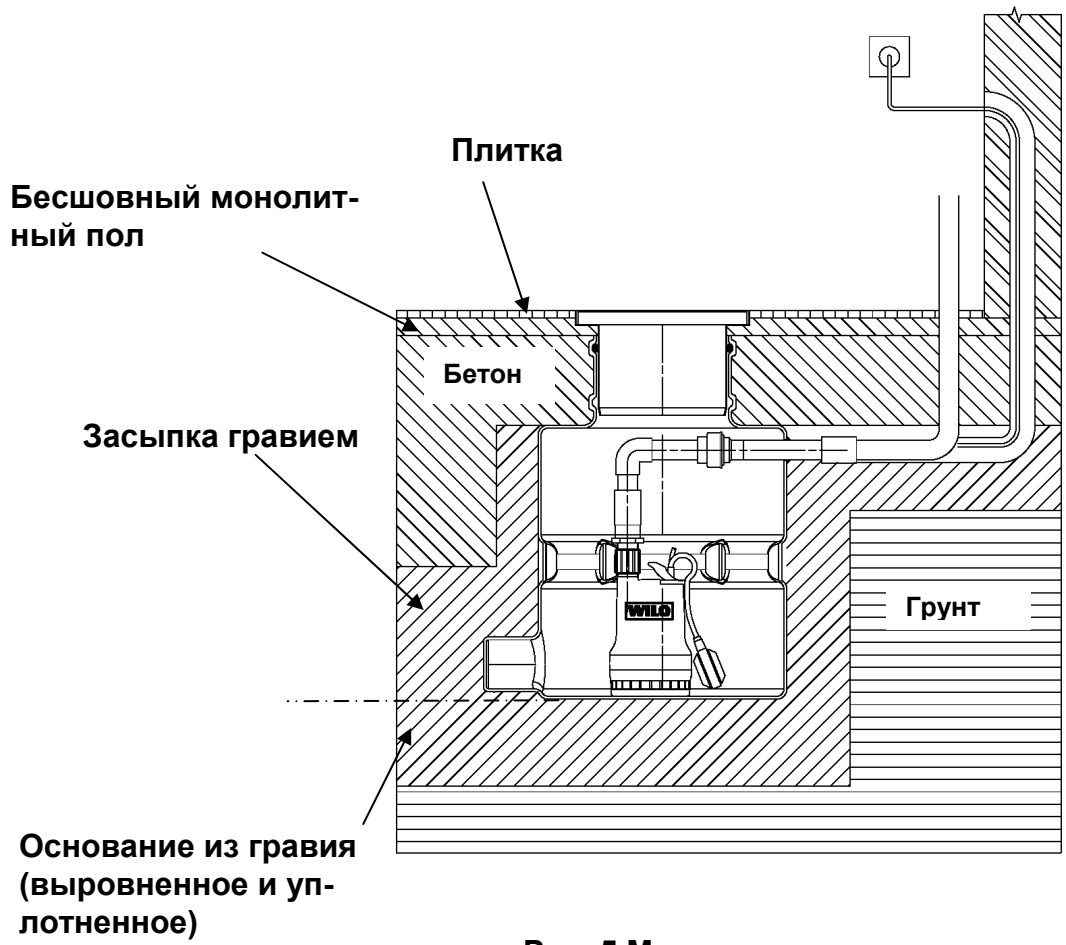 Плитка
Бесшовный монолит-
ный пол
Бетон
Засыпка гравием
WILO
Грунт
Основание из гравия
(выровненное и уп-
лотненное)